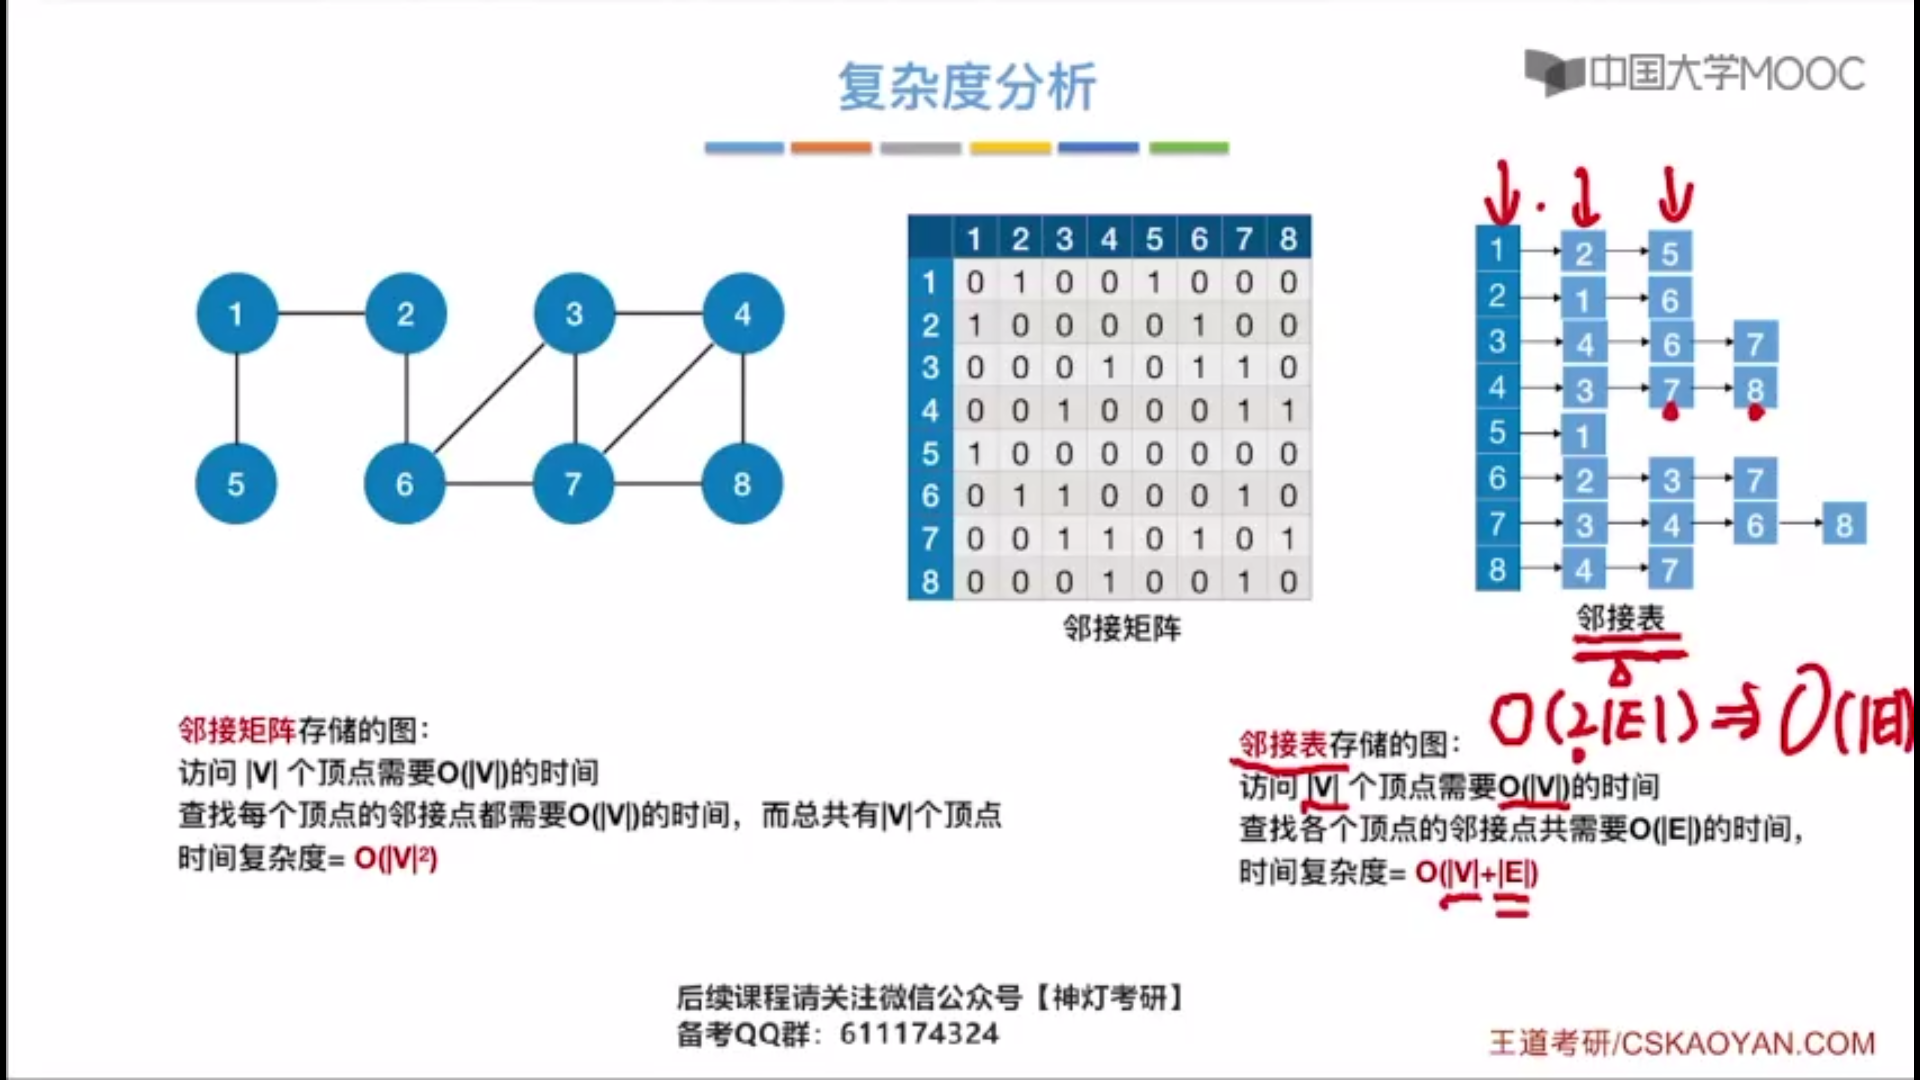 复杂度分析
中国大学MOOC
1 2 3 4
5 6 7 8
1 2 3 4 5 6 7 8
1 0 1 0 0 1 0 0 0
2 1 0 0 0 0 1 0 0
3 0 0 0 1 0 1 1 0
4 0 0 1 0 0 0 1 1
5 1 0 0 0 0 0 0 0
6 0 1 1 0 0 0 1 0
7 0 0 1 1 0 1 0 1
8 0 0 0 1 0 0 1 0
邻接矩阵
1 2 5
2 1 6
3 4 6 7
4 3 7 8
5 1
6 2 3 7
7 3 4 6 8
8 4 7
邻接表
O(2|E|)⇒O(|E|)
邻接矩阵存储的图：
访问 |V| 个顶点需要O(|V|)的时间
查找每个顶点的邻接点都需要O(|V|)的时间，而总共有|V|个顶点
时间复杂度= O(|V|²)
邻接表存储的图：
访问 |V| 个顶点需要O(|V|)的时间
查找各个顶点的邻接点共需要O(|E|)的时间，
时间复杂度= O(|V|+|E|)
后续课程请关注微信公众号【神灯考研】
备考QQ群：611174324
王道考研/CSKAOYAN.COM